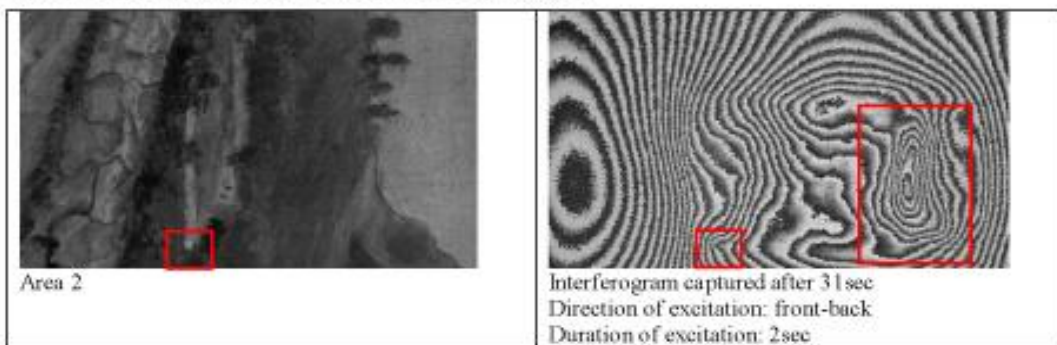 Area 2
Interferogram captured after 31sec
Direction of excitation: front-back
Duration of excitation: 2sec